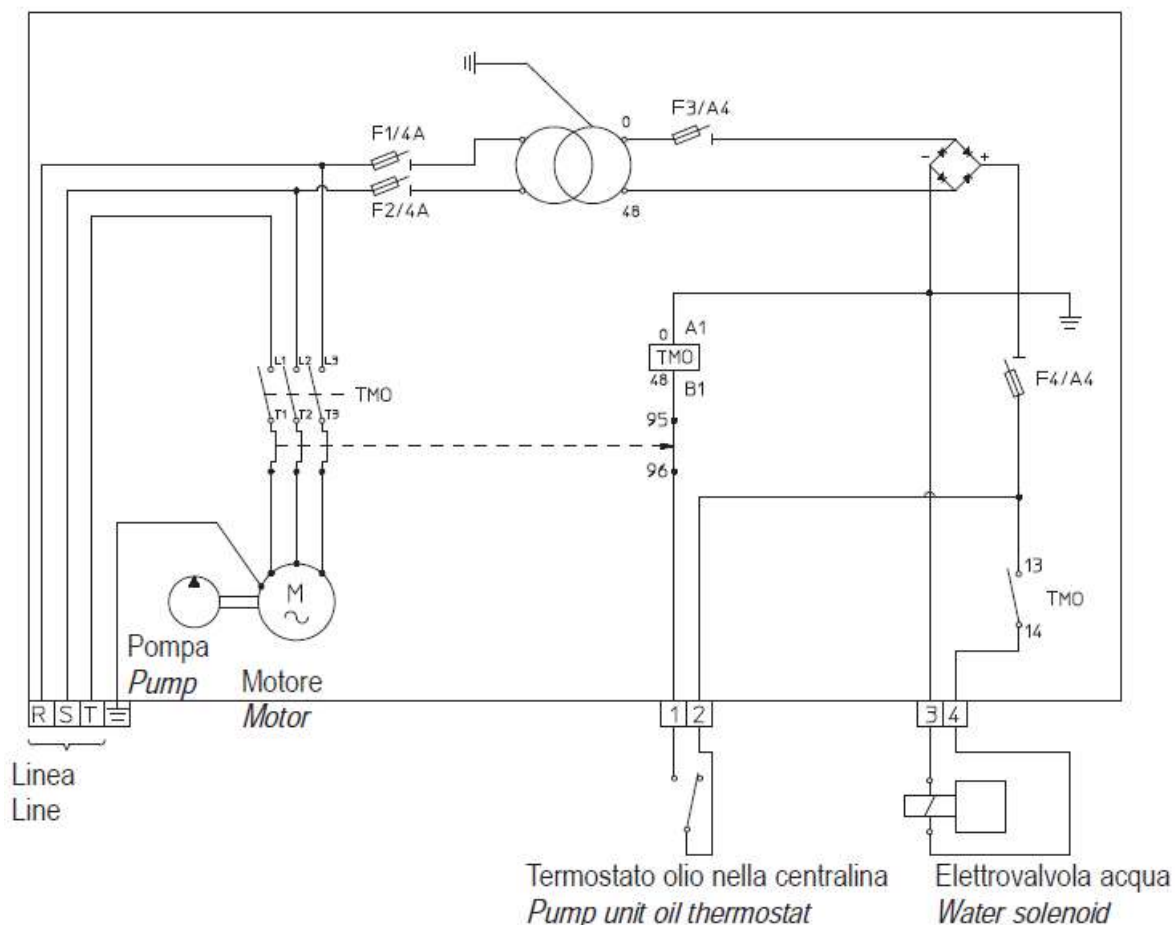 F1/4A
F2/4A
0
48
F3/A4
- +
L1 L2 L3
TMO
T1 T2 T3
0 A1
TMO
48 B1
95
96
F4/A4
13
TMO
14
M
Pompa
Pump
Motore
Motor
R S T
1 2
3 4
Linea
Line
Termostato olio nella centralina
Pump unit oil thermostat
Elettrovalvola acqua
Water solenoid